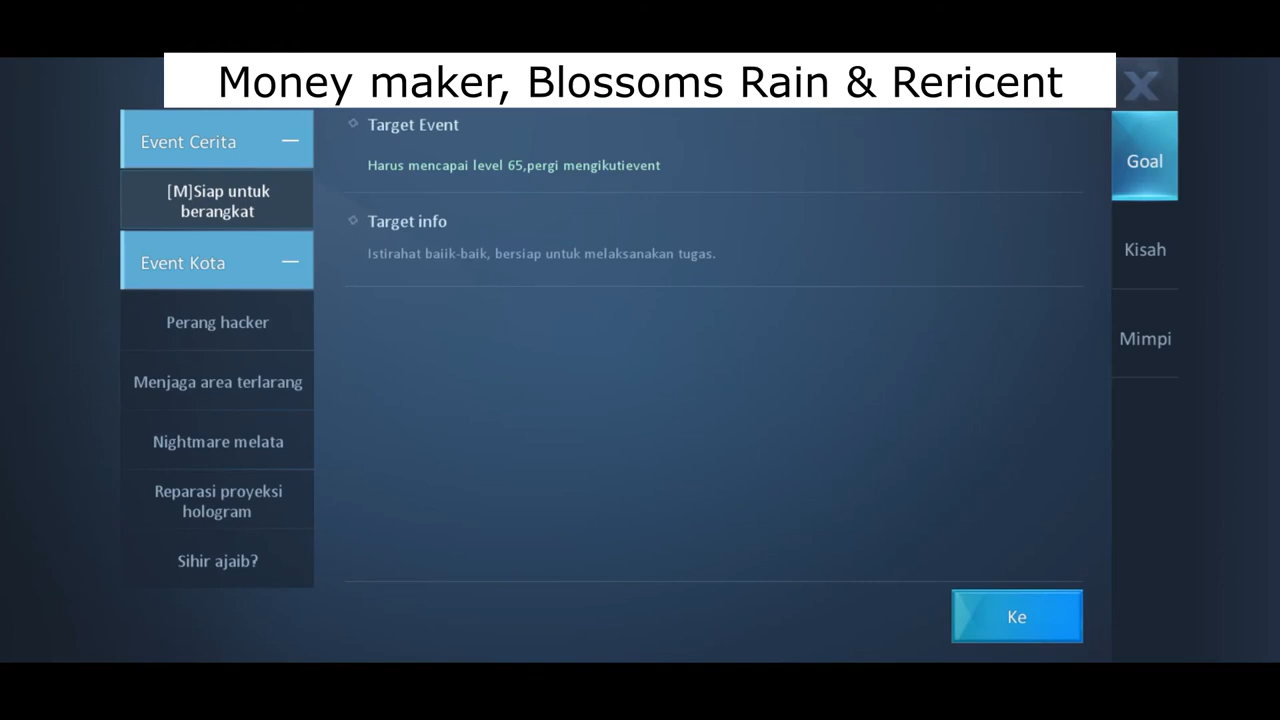 Money maker, Blossoms Rain & Rericent
X
Event Cerita
[M]Siap untuk
berangkat
Event Kota
Perang hacker
Menjaga area terlarang
Nightmare melata
Reparasi proyeksi
hologram
Sihir ajaib?
Target Event
Harus mencapai level 65,pergi mengikutievent
Target info
Istirahat baiik-baik, bersiap untuk melaksanakan tugas.
Ke
Goal
Kisah
Mimpi